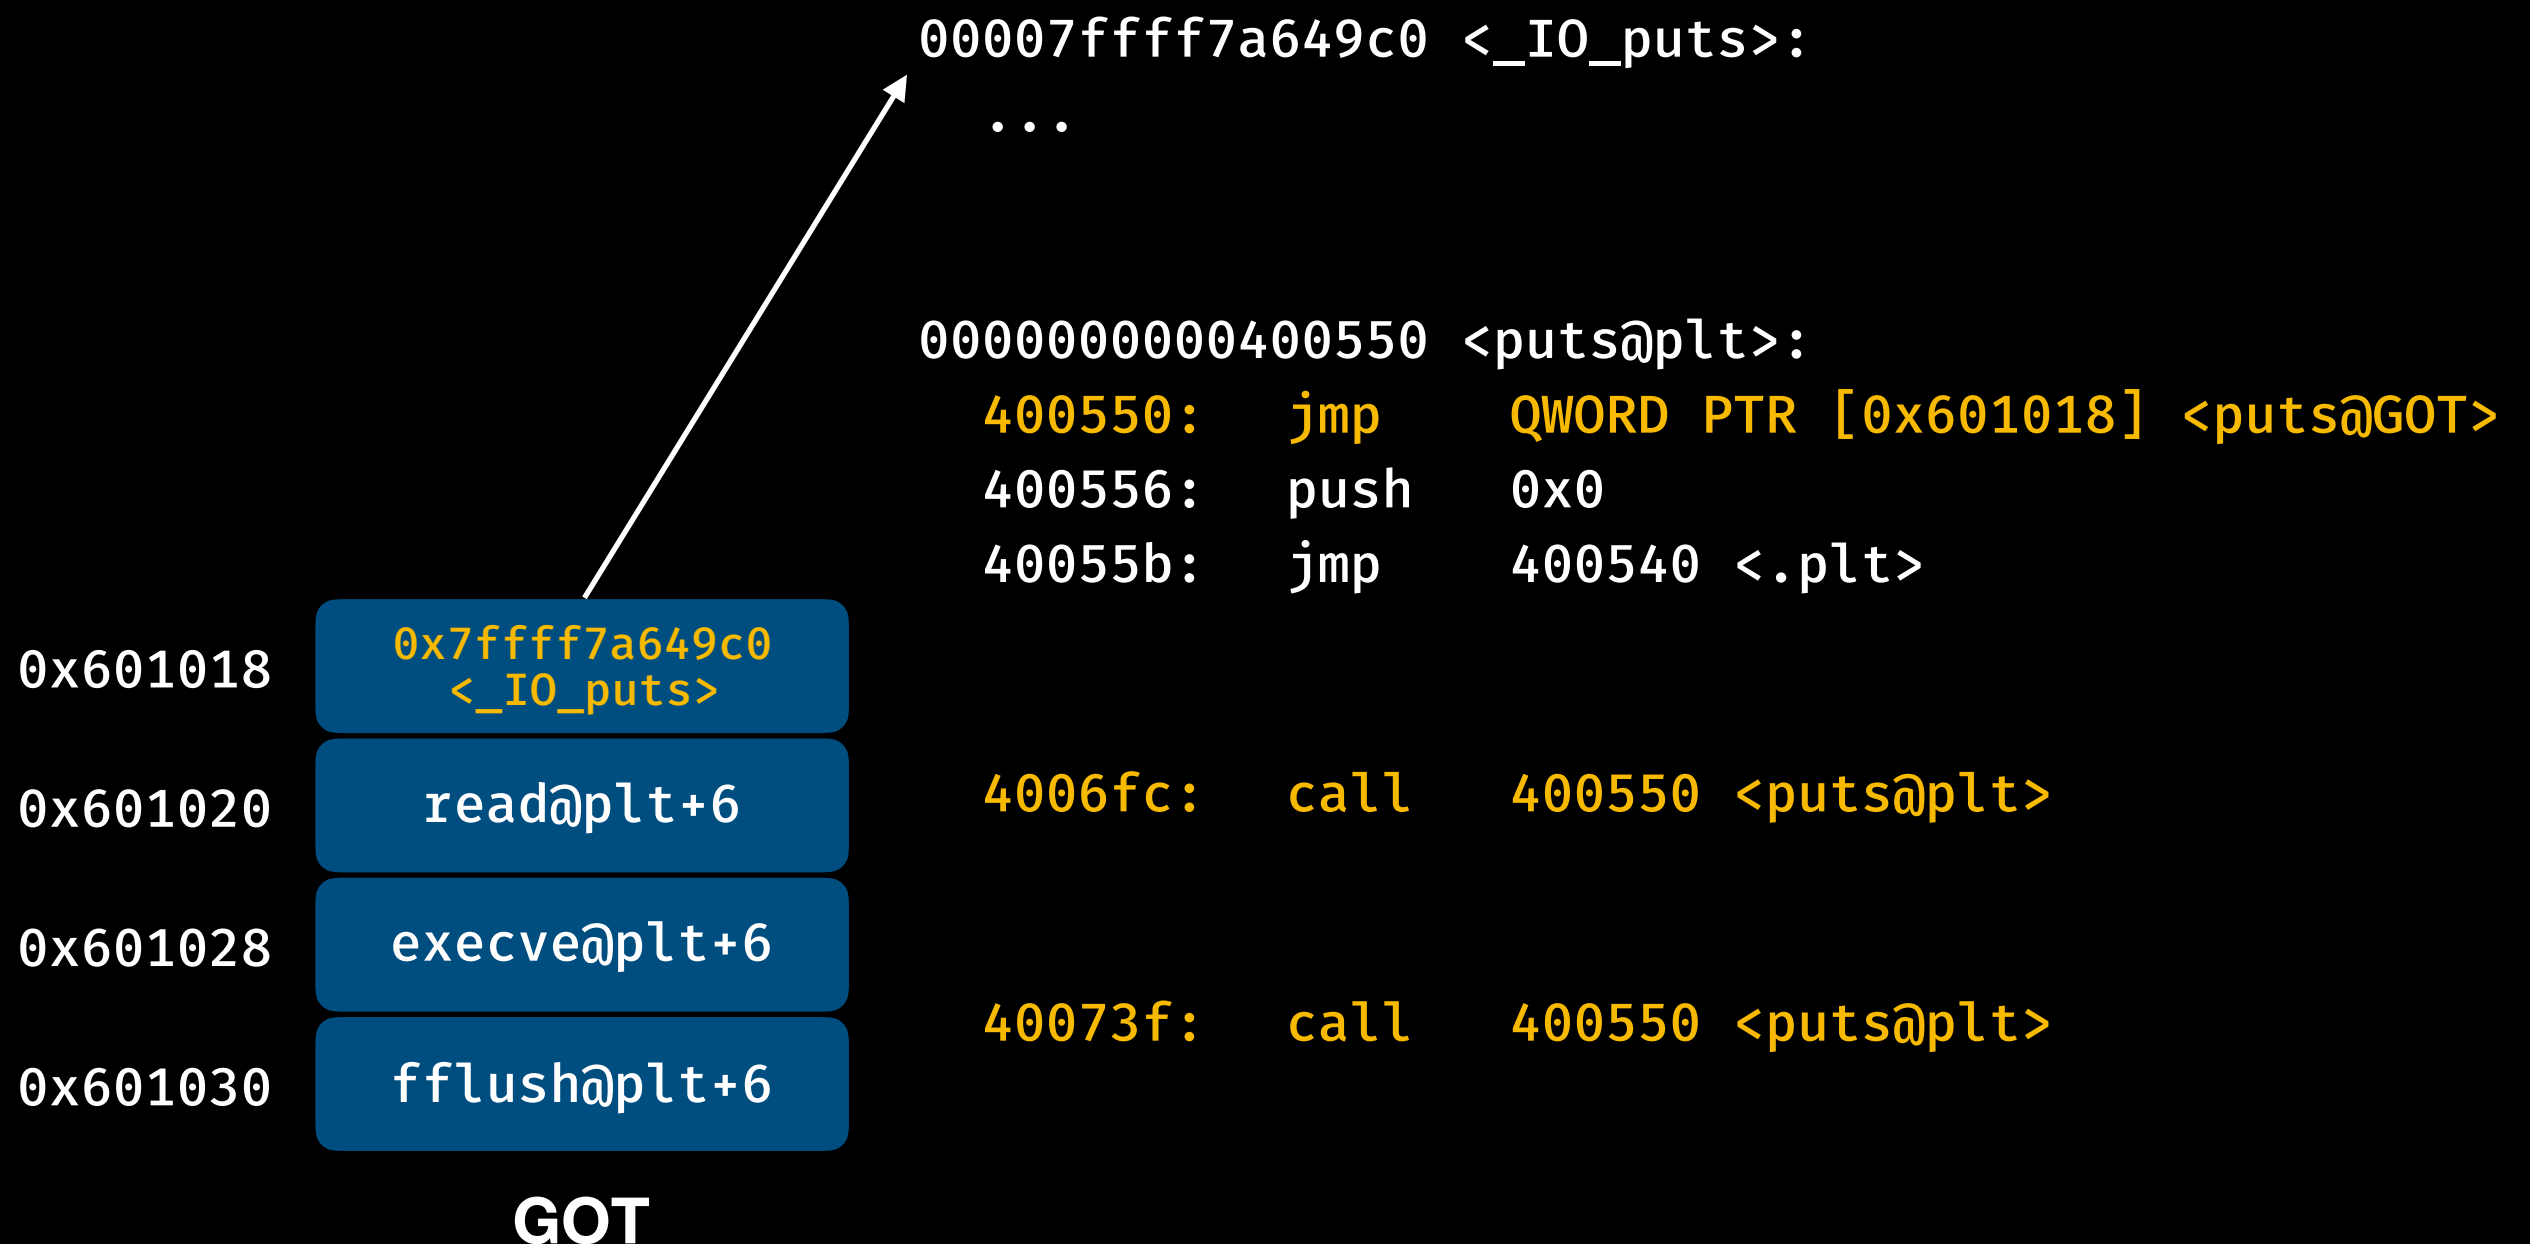 00007ffff7a649c0 <_IO_puts>:
...
0000000000400550 <puts@plt>:
400550: jmp QWORD PTR [0x601018] <puts@GOT>
400556: push 0x0
40055b: jmp 400540 <.plt>
0x601018
0x7ffff7a649c0
<_IO_puts>
0x601020
read@plt+6
4006fc: call 400550 <puts@plt>
0x601028
execve@plt+6
40073f: call 400550 <puts@plt>
0x601030
fflush@plt+6
GOT